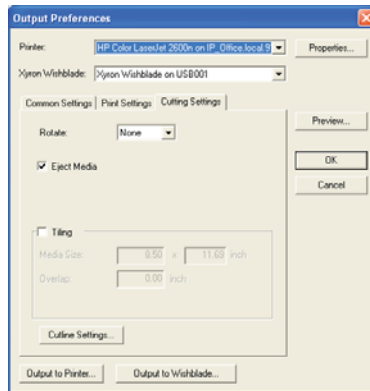 Output Preferences
Printer: HP Color LaserJet 2600n on IP_Office.local.9 Properties...
Xyron Wishblade: Xyron Wishblade on USB001
Common Settings Print Settings Cutting Settings
Rotate: None Preview...
Eject Media OK
Cancel
Tiling
Media Size: 8.50 x 11.69 inch
Overlap: 0.00 inch
Cutline Settings...
Output to Printer... Output to Wishblade...